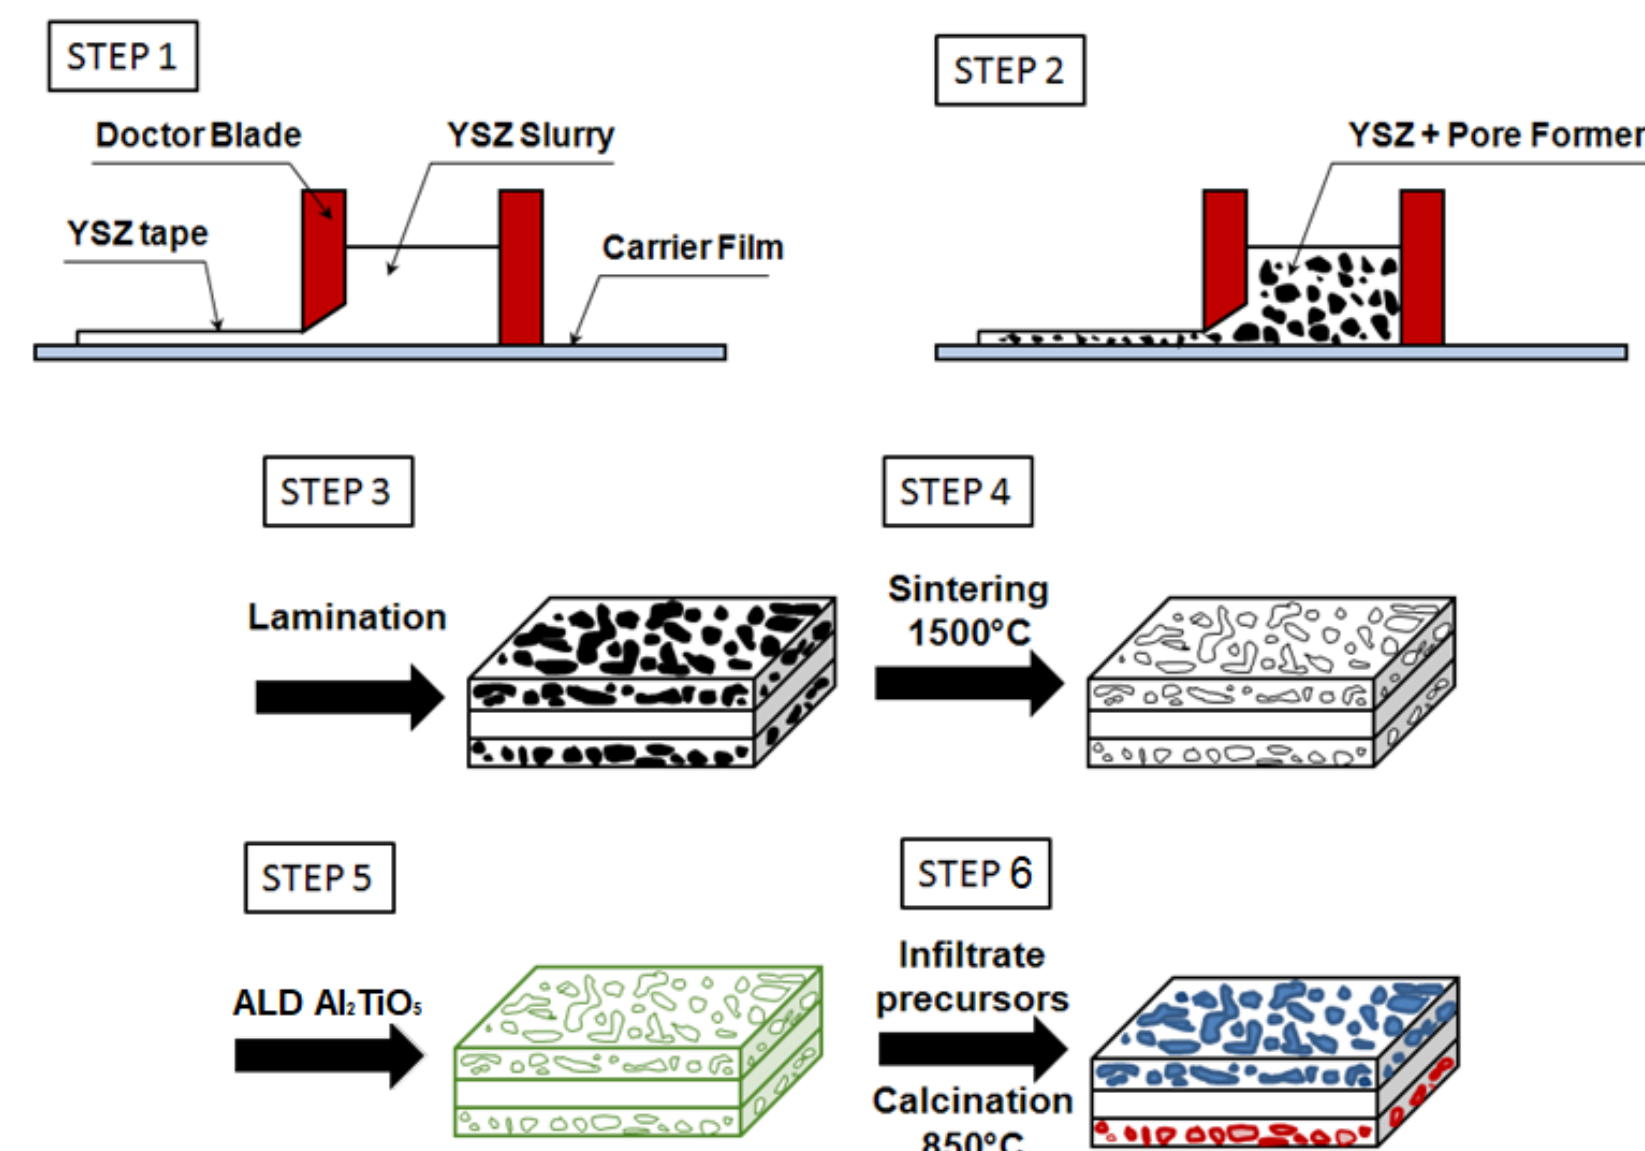 STEP 1
Doctor Blade
YSZ Slurry
YSZ tape
Carrier Film
STEP 2
YSZ + Pore Former
STEP 3
Lamination
STEP 4
Sintering
1500°C
STEP 5
ALD Al₂TiO₅
STEP 6
Infiltrate
precursors
Calcination
850°C